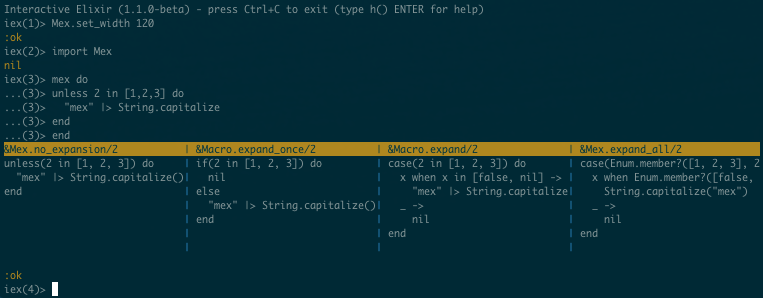 Interactive Elixir (1.1.0-beta) - press Ctrl+C to exit (type h() ENTER for help)
iex(1)> Mex.set_width 120
:ok
iex(2)> import Mex
nil
iex(3)> mex do
...(3)> unless 2 in [1,2,3] do
...(3)>   "mex" |> String.capitalize
...(3)> end
...(3)> end
&Mex.no_expansion/2 | &Macro.expand_once/2 | &Macro.expand/2 | &Mex.expand_all/2
unless(2 in [1, 2, 3]) do | if(2 in [1, 2, 3]) do | case(2 in [1, 2, 3]) do | case(Enum.member?([1, 2, 3], 2
  "mex" |> String.capitalize()|   nil |   x when x in [false, nil] -> |   x when Enum.member?([false,
end | else |     "mex" |> String.capitalize |     String.capitalize("mex")
|   "mex" |> String.capitalize()|   _ -> |   _ ->
| end |     nil |     nil
| | end | end
| | |
:ok
iex(4)>